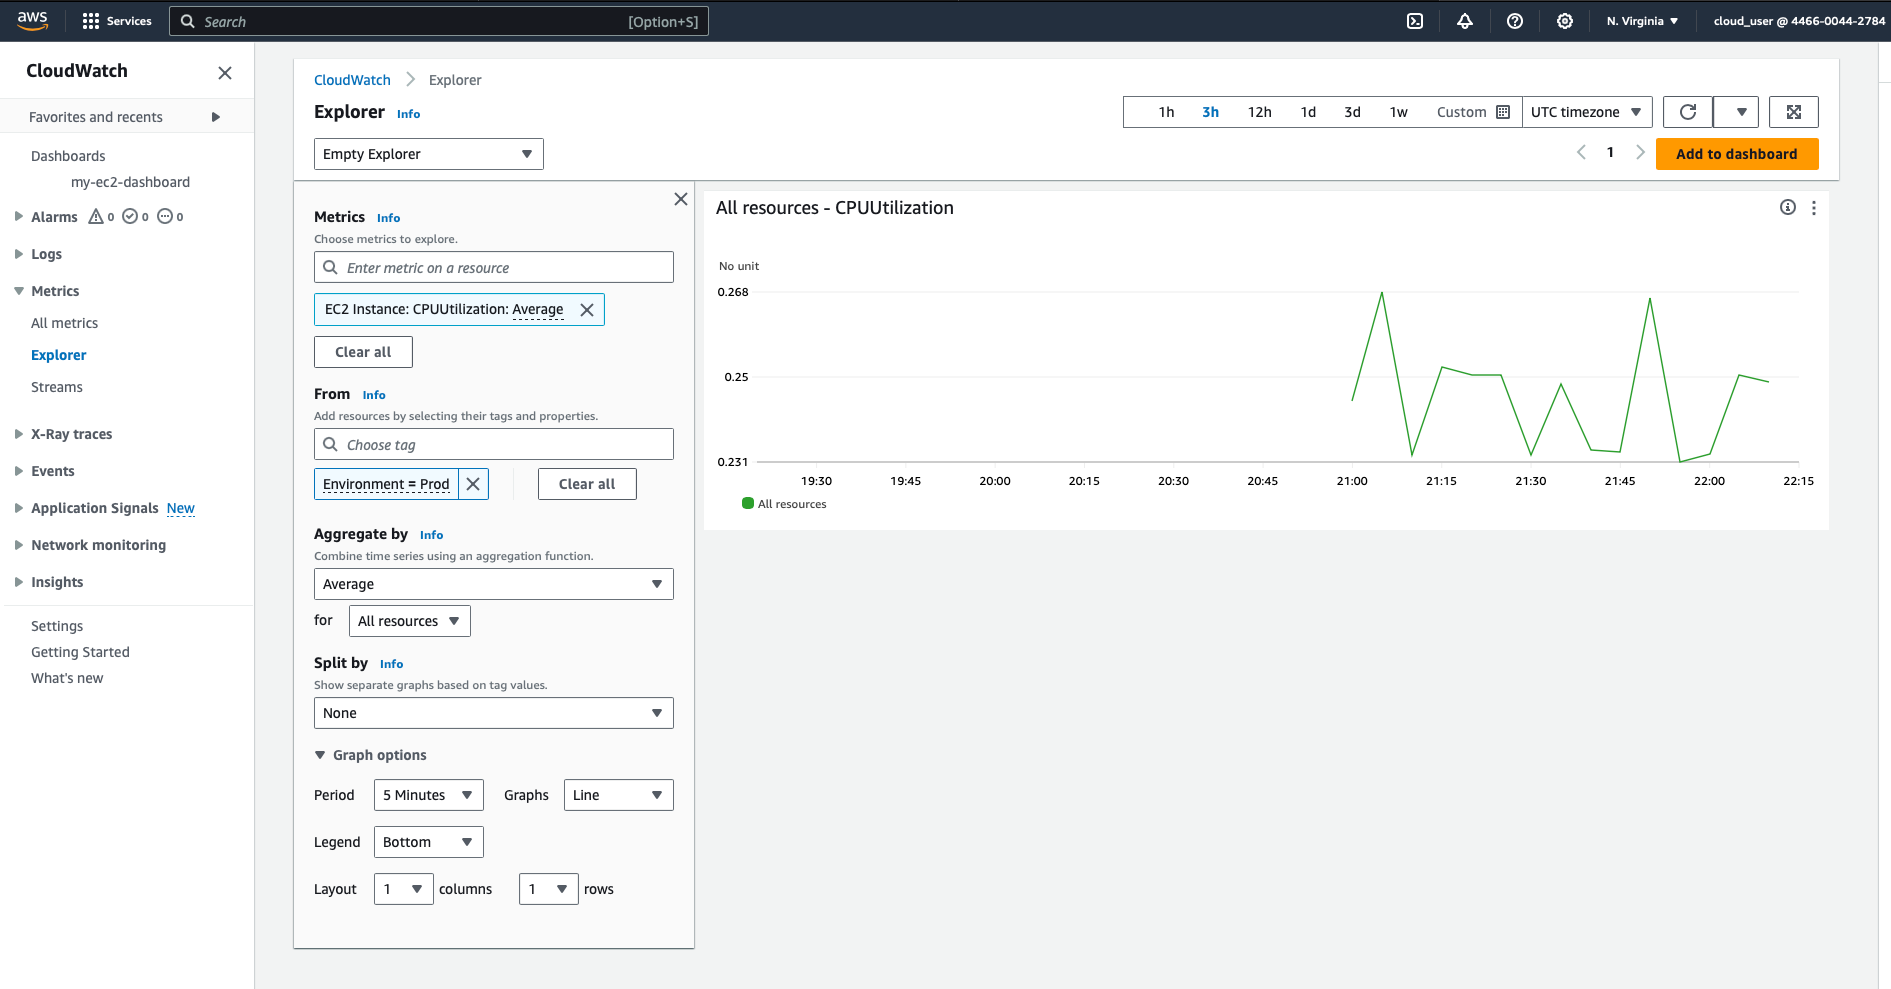 aws Services Search [Option+S] N. Virginia cloud_user @ 4466-0044-2784
CloudWatch
Favorites and recents
Dashboards
my-ec2-dashboard
Alarms 0 0 0
Logs
Metrics
All metrics
Explorer
Streams
X-Ray traces
Events
Application Signals New
Network monitoring
Insights
Settings
Getting Started
What's new
CloudWatch Explorer
Explorer Info
1h 3h 12h 1d 3d 1w Custom UTC timezone
Empty Explorer
1 Add to dashboard
Metrics Info
Choose metrics to explore.
Enter metric on a resource
EC2 Instance: CPUUtilization: Average
Clear all
From Info
Add resources by selecting their tags and properties.
Choose tag
Environment = Prod Clear all
Aggregate by Info
Combine time series using an aggregation function.
Average
for All resources
Split by Info
Show separate graphs based on tag values.
None
Graph options
Period 5 Minutes Graphs Line
Legend Bottom
Layout 1 columns 1 rows
All resources - CPUUtilization
No unit
0.268
0.25
0.231
19:30 19:45 20:00 20:15 20:30 20:45 21:00 21:15 21:30 21:45 22:00 22:15
All resources